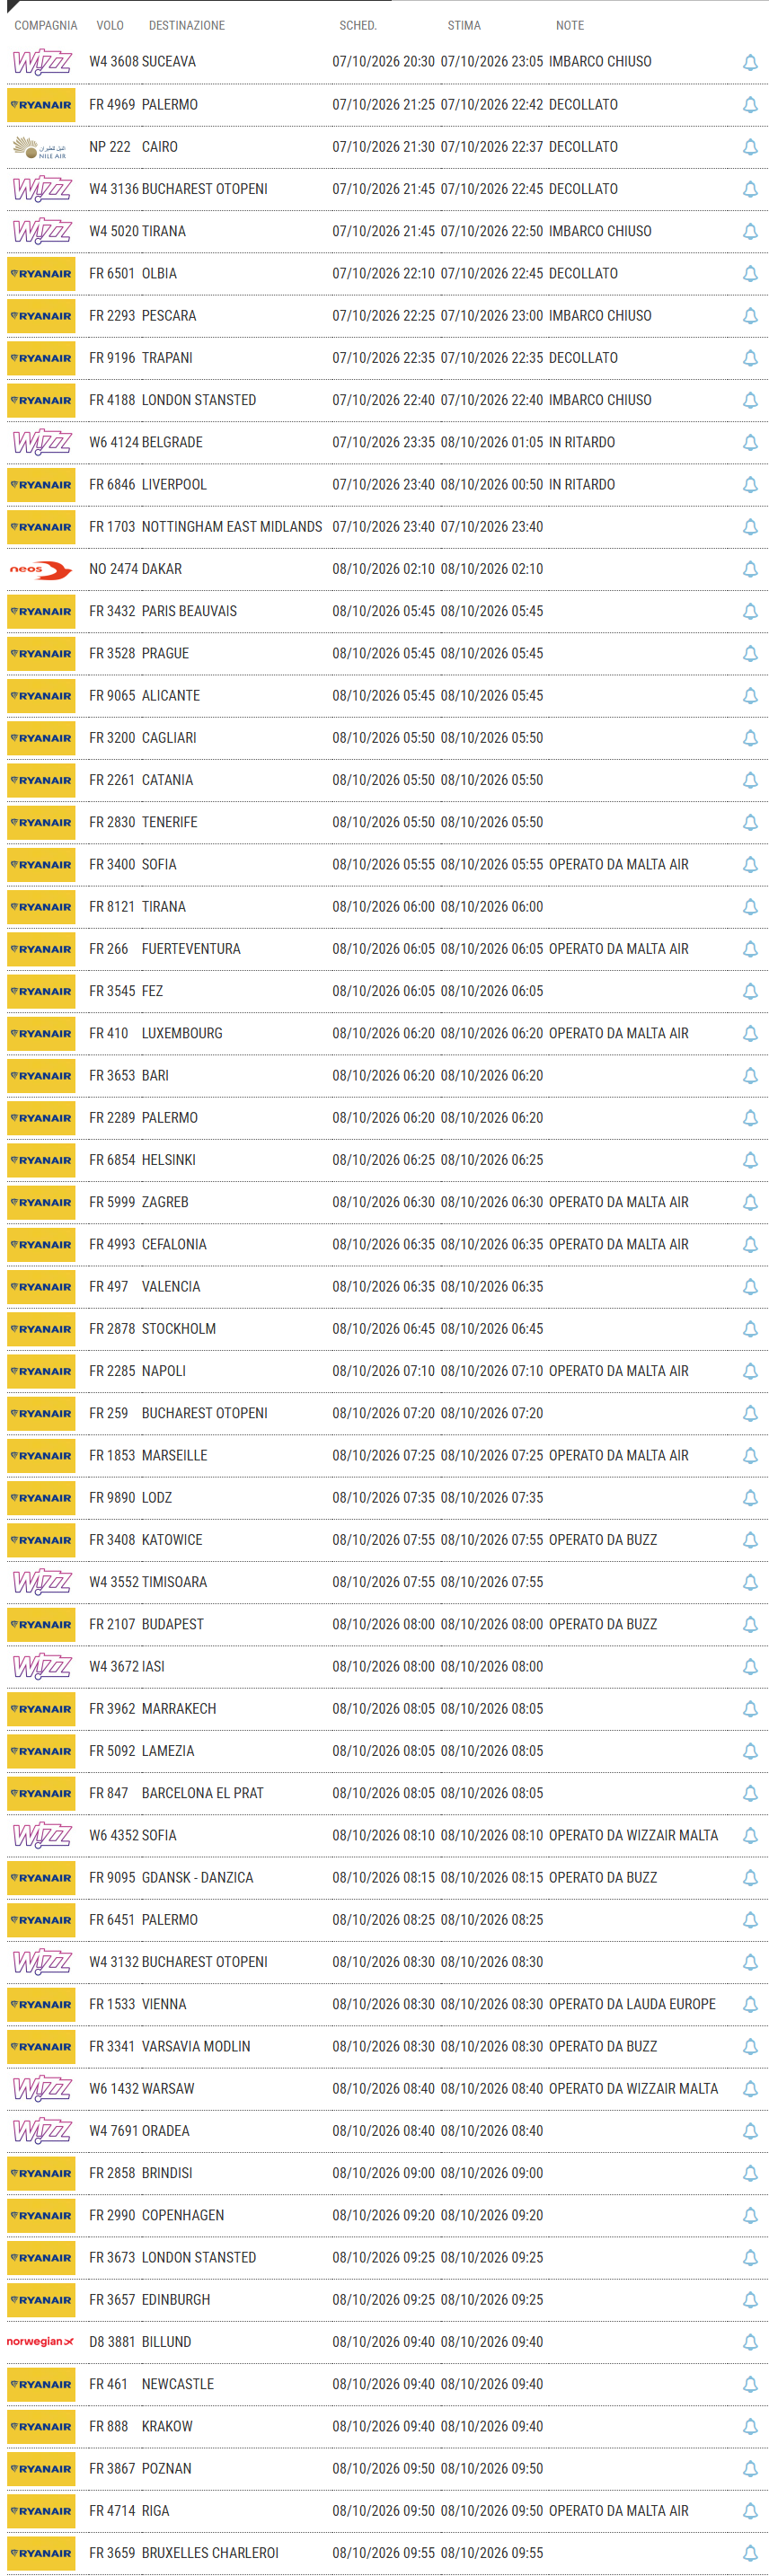 COMPAGNIA VOLO DESTINAZIONE SCHED. STIMA NOTE
WIZZ W4 3608 SUCEAVA 07/10/2026 20:30 07/10/2026 23:05 IMBARCO CHIUSO
RYANAIR FR 4969 PALERMO 07/10/2026 21:25 07/10/2026 22:42 DECOLLATO
NILE AIR NP 222 CAIRO 07/10/2026 21:30 07/10/2026 22:37 DECOLLATO
WIZZ W4 3136 BUCHAREST OTOPENI 07/10/2026 21:45 07/10/2026 22:45 DECOLLATO
WIZZ W4 5020 TIRANA 07/10/2026 21:45 07/10/2026 22:50 IMBARCO CHIUSO
RYANAIR FR 6501 OLBIA 07/10/2026 22:10 07/10/2026 22:45 DECOLLATO
RYANAIR FR 2293 PESCARA 07/10/2026 22:25 07/10/2026 23:00 IMBARCO CHIUSO
RYANAIR FR 9196 TRAPANI 07/10/2026 22:35 07/10/2026 22:35 DECOLLATO
RYANAIR FR 4188 LONDON STANSTED 07/10/2026 22:40 07/10/2026 22:40 IMBARCO CHIUSO
WIZZ W6 4124 BELGRADE 07/10/2026 23:35 08/10/2026 01:05 IN RITARDO
RYANAIR FR 6846 LIVERPOOL 07/10/2026 23:40 08/10/2026 00:50 IN RITARDO
RYANAIR FR 1703 NOTTINGHAM EAST MIDLANDS 07/10/2026 23:40 07/10/2026 23:40
neos NO 2474 DAKAR 08/10/2026 02:10 08/10/2026 02:10
RYANAIR FR 3432 PARIS BEAUVAIS 08/10/2026 05:45 08/10/2026 05:45
RYANAIR FR 3528 PRAGUE 08/10/2026 05:45 08/10/2026 05:45
RYANAIR FR 9065 ALICANTE 08/10/2026 05:45 08/10/2026 05:45
RYANAIR FR 3200 CAGLIARI 08/10/2026 05:50 08/10/2026 05:50
RYANAIR FR 2261 CATANIA 08/10/2026 05:50 08/10/2026 05:50
RYANAIR FR 2830 TENERIFE 08/10/2026 05:50 08/10/2026 05:50
RYANAIR FR 3400 SOFIA 08/10/2026 05:55 08/10/2026 05:55 OPERATO DA MALTA AIR
RYANAIR FR 8121 TIRANA 08/10/2026 06:00 08/10/2026 06:00
RYANAIR FR 266 FUERTEVENTURA 08/10/2026 06:05 08/10/2026 06:05 OPERATO DA MALTA AIR
RYANAIR FR 3545 FEZ 08/10/2026 06:05 08/10/2026 06:05
RYANAIR FR 410 LUXEMBOURG 08/10/2026 06:20 08/10/2026 06:20 OPERATO DA MALTA AIR
RYANAIR FR 3653 BARI 08/10/2026 06:20 08/10/2026 06:20
RYANAIR FR 2289 PALERMO 08/10/2026 06:20 08/10/2026 06:20
RYANAIR FR 6854 HELSINKI 08/10/2026 06:25 08/10/2026 06:25
RYANAIR FR 5999 ZAGREB 08/10/2026 06:30 08/10/2026 06:30 OPERATO DA MALTA AIR
RYANAIR FR 4993 CEFALONIA 08/10/2026 06:35 08/10/2026 06:35 OPERATO DA MALTA AIR
RYANAIR FR 497 VALENCIA 08/10/2026 06:35 08/10/2026 06:35
RYANAIR FR 2878 STOCKHOLM 08/10/2026 06:45 08/10/2026 06:45
RYANAIR FR 2285 NAPOLI 08/10/2026 07:10 08/10/2026 07:10 OPERATO DA MALTA AIR
RYANAIR FR 259 BUCHAREST OTOPENI 08/10/2026 07:20 08/10/2026 07:20
RYANAIR FR 1853 MARSEILLE 08/10/2026 07:25 08/10/2026 07:25 OPERATO DA MALTA AIR
RYANAIR FR 9890 LODZ 08/10/2026 07:35 08/10/2026 07:35
RYANAIR FR 3408 KATOWICE 08/10/2026 07:55 08/10/2026 07:55 OPERATO DA BUZZ
WIZZ W4 3552 TIMISOARA 08/10/2026 07:55 08/10/2026 07:55
RYANAIR FR 2107 BUDAPEST 08/10/2026 08:00 08/10/2026 08:00 OPERATO DA BUZZ
WIZZ W4 3672 IASI 08/10/2026 08:00 08/10/2026 08:00
RYANAIR FR 3962 MARRAKECH 08/10/2026 08:05 08/10/2026 08:05
RYANAIR FR 5092 LAMEZIA 08/10/2026 08:05 08/10/2026 08:05
RYANAIR FR 847 BARCELONA EL PRAT 08/10/2026 08:05 08/10/2026 08:05
WIZZ W6 4352 SOFIA 08/10/2026 08:10 08/10/2026 08:10 OPERATO DA WIZZAIR MALTA
RYANAIR FR 9095 GDANSK - DANZICA 08/10/2026 08:15 08/10/2026 08:15 OPERATO DA BUZZ
RYANAIR FR 6451 PALERMO 08/10/2026 08:25 08/10/2026 08:25
WIZZ W4 3132 BUCHAREST OTOPENI 08/10/2026 08:30 08/10/2026 08:30
RYANAIR FR 1533 VIENNA 08/10/2026 08:30 08/10/2026 08:30 OPERATO DA LAUDA EUROPE
RYANAIR FR 3341 VARSAVIA MODLIN 08/10/2026 08:30 08/10/2026 08:30 OPERATO DA BUZZ
WIZZ W6 1432 WARSAW 08/10/2026 08:40 08/10/2026 08:40 OPERATO DA WIZZAIR MALTA
WIZZ W4 7691 ORADEA 08/10/2026 08:40 08/10/2026 08:40
RYANAIR FR 2858 BRINDISI 08/10/2026 09:00 08/10/2026 09:00
RYANAIR FR 2990 COPENHAGEN 08/10/2026 09:20 08/10/2026 09:20
RYANAIR FR 3673 LONDON STANSTED 08/10/2026 09:25 08/10/2026 09:25
RYANAIR FR 3657 EDINBURGH 08/10/2026 09:25 08/10/2026 09:25
norwegian D8 3881 BILLUND 08/10/2026 09:40 08/10/2026 09:40
RYANAIR FR 461 NEWCASTLE 08/10/2026 09:40 08/10/2026 09:40
RYANAIR FR 888 KRAKOW 08/10/2026 09:40 08/10/2026 09:40
RYANAIR FR 3867 POZNAN 08/10/2026 09:50 08/10/2026 09:50
RYANAIR FR 4714 RIGA 08/10/2026 09:50 08/10/2026 09:50 OPERATO DA MALTA AIR
RYANAIR FR 3659 BRUXELLES CHARLEROI 08/10/2026 09:55 08/10/2026 09:55